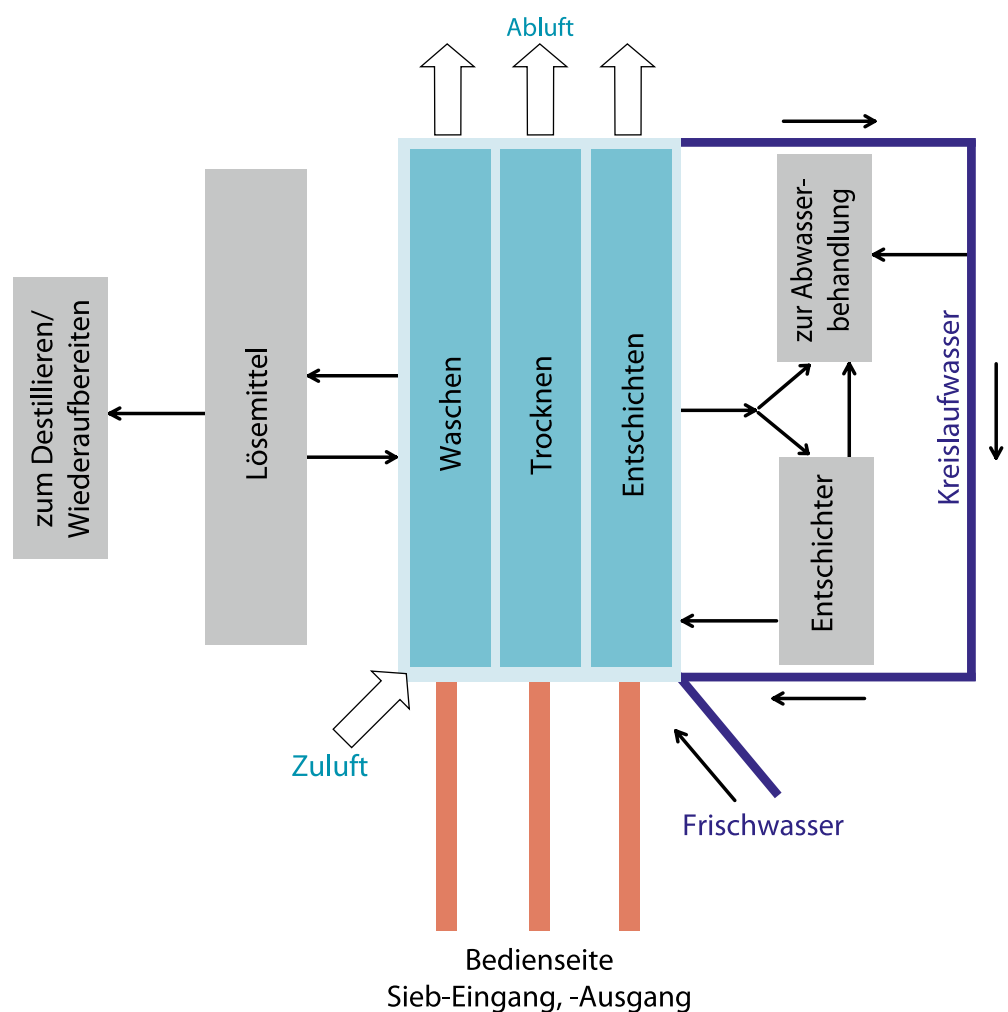 Abluft
zum Destillieren/
Wiederaufbereiten
Lösemittel
Waschen
Trocknen
Entschichten
zur Abwasser-
behandlung
Entschichter
Kreislaufwasser
Zuluft
Frischwasser
Bedienseite
Sieb-Eingang, -Ausgang